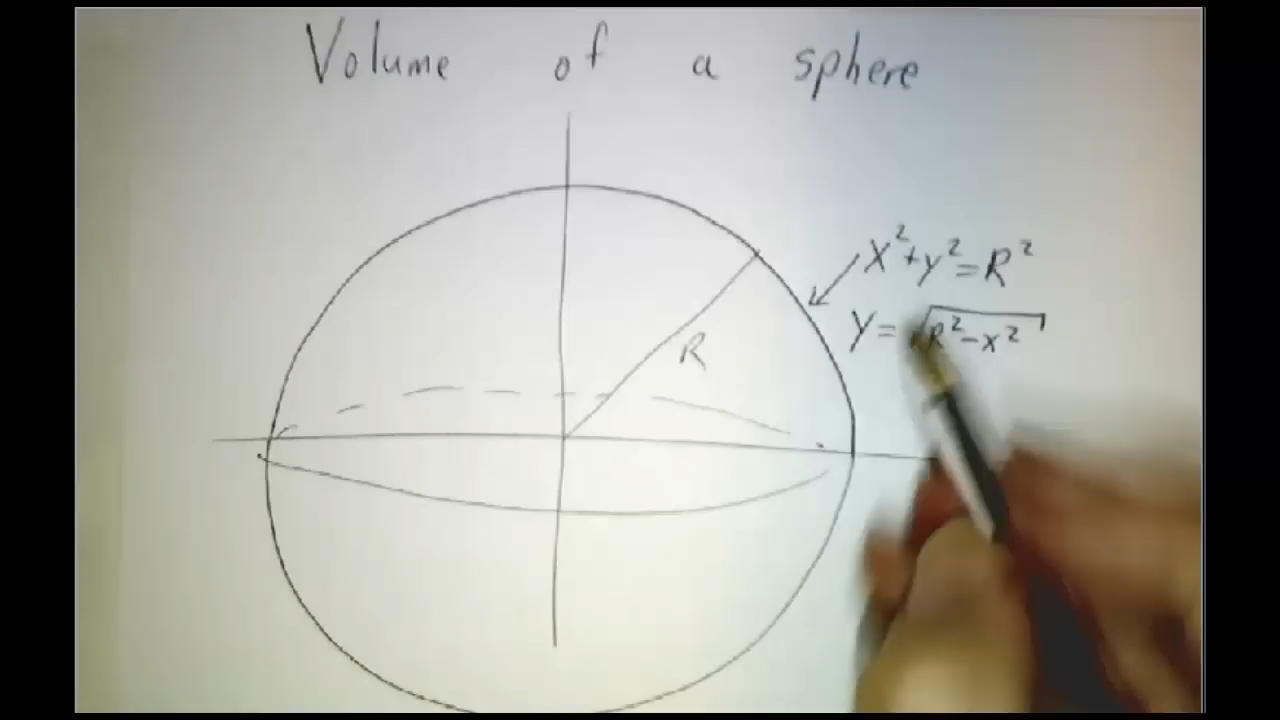 Volume of a sphere
x²+y²=R²
y=√R²-x²
R